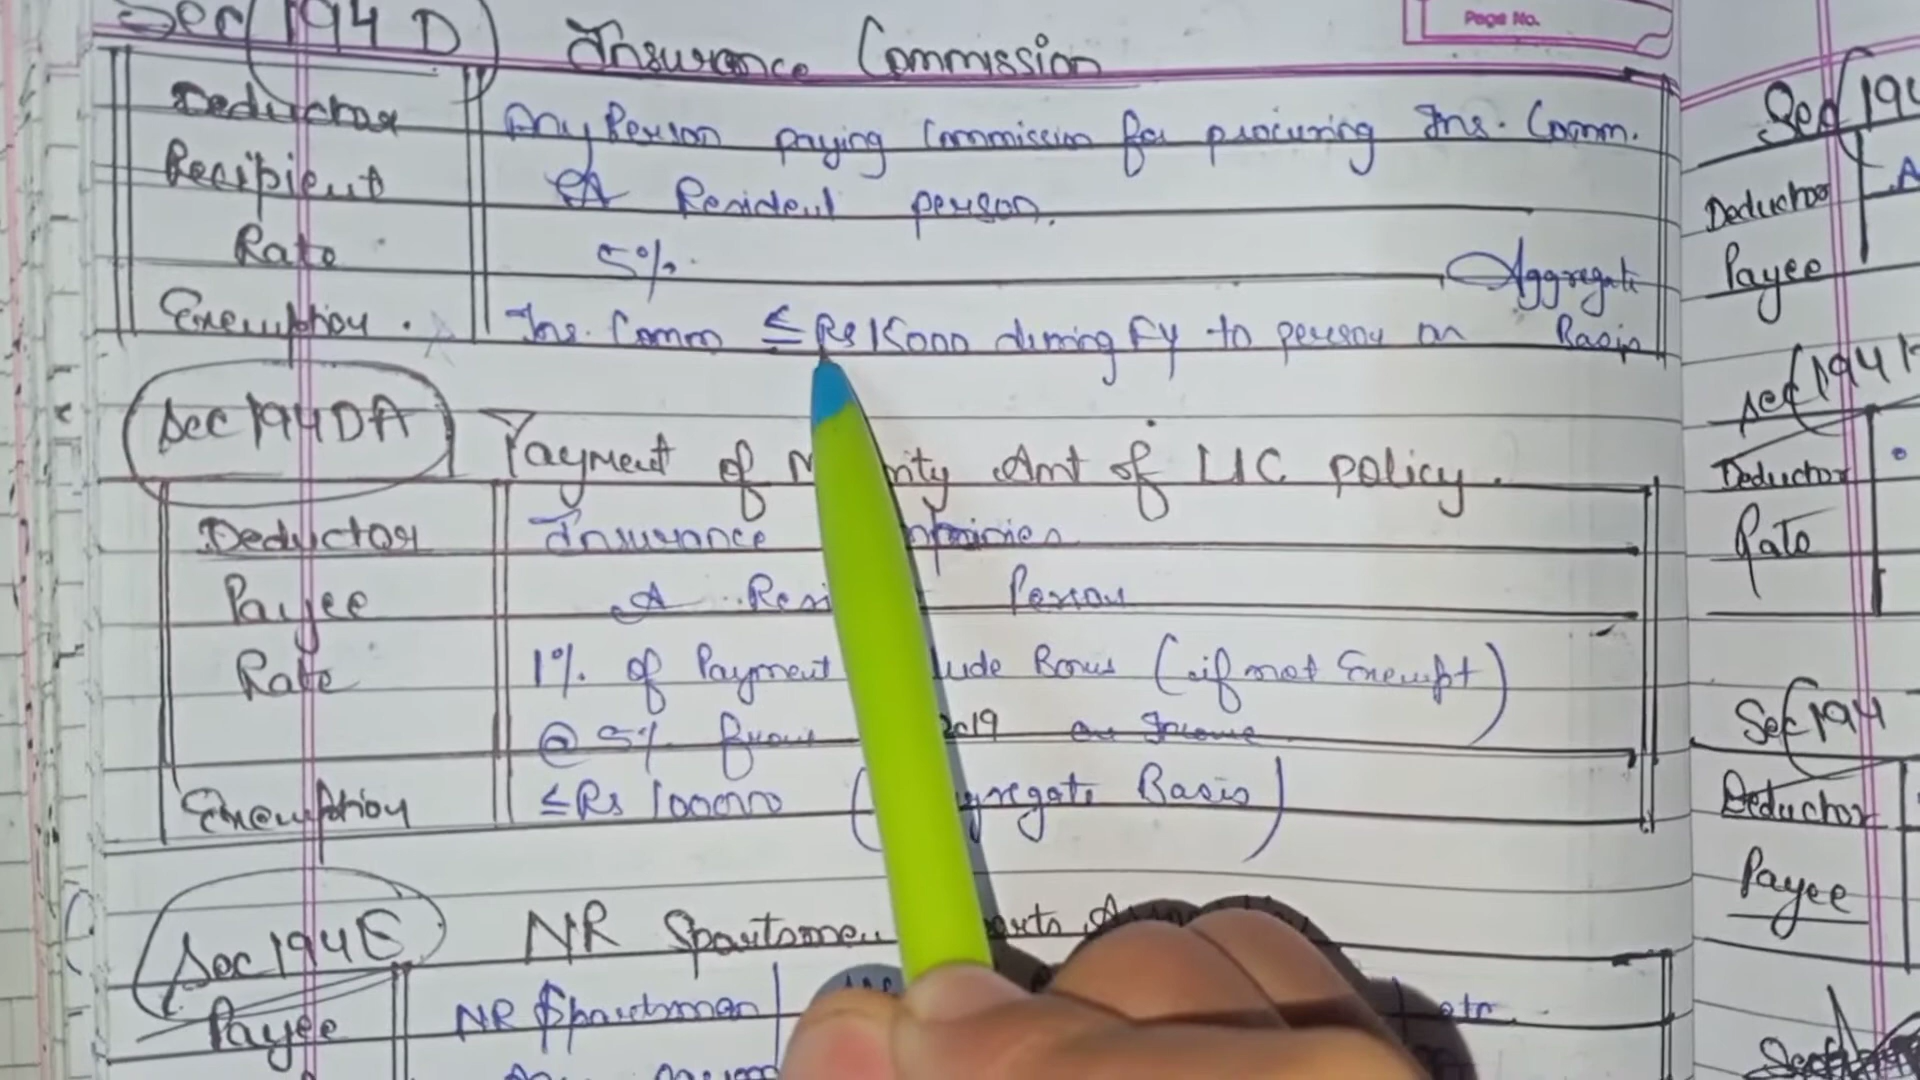 Sec 194 D Insurance Commission
Page No.
Deductor Any Person paying Commission for procuring Ins. Comm.
Recipient A Resident person.
Rate 5%.
Exemption. Ins. Comm ≤ Rs 15000 during FY to person on Aggregate Basis
Sec 194DA Payment of Amt of LIC policy.
Deductor Insurance
Payee A Person
Rate 1% of Payment Bonus (if not Exempt)
@ 5% from 2019 on Income
Exemption ≤ Rs 100000 Basis)
Sec 194E NR Sportsmen
Payee NR Sportsman etc.
Sec 194
Deductor A
Payee
Sec 194
Deductor
Rate
Sec 194
Deductor
Payee